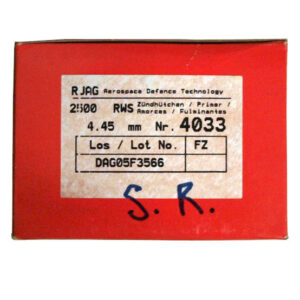 RJAG Aerospace Defence Technology
2500 RWS Zündhütchen / Primer /
Amorces / Fulminantes
4.45 mm Nr. 4033
Los / Lot No. FZ
DAG05F3566
S. R.